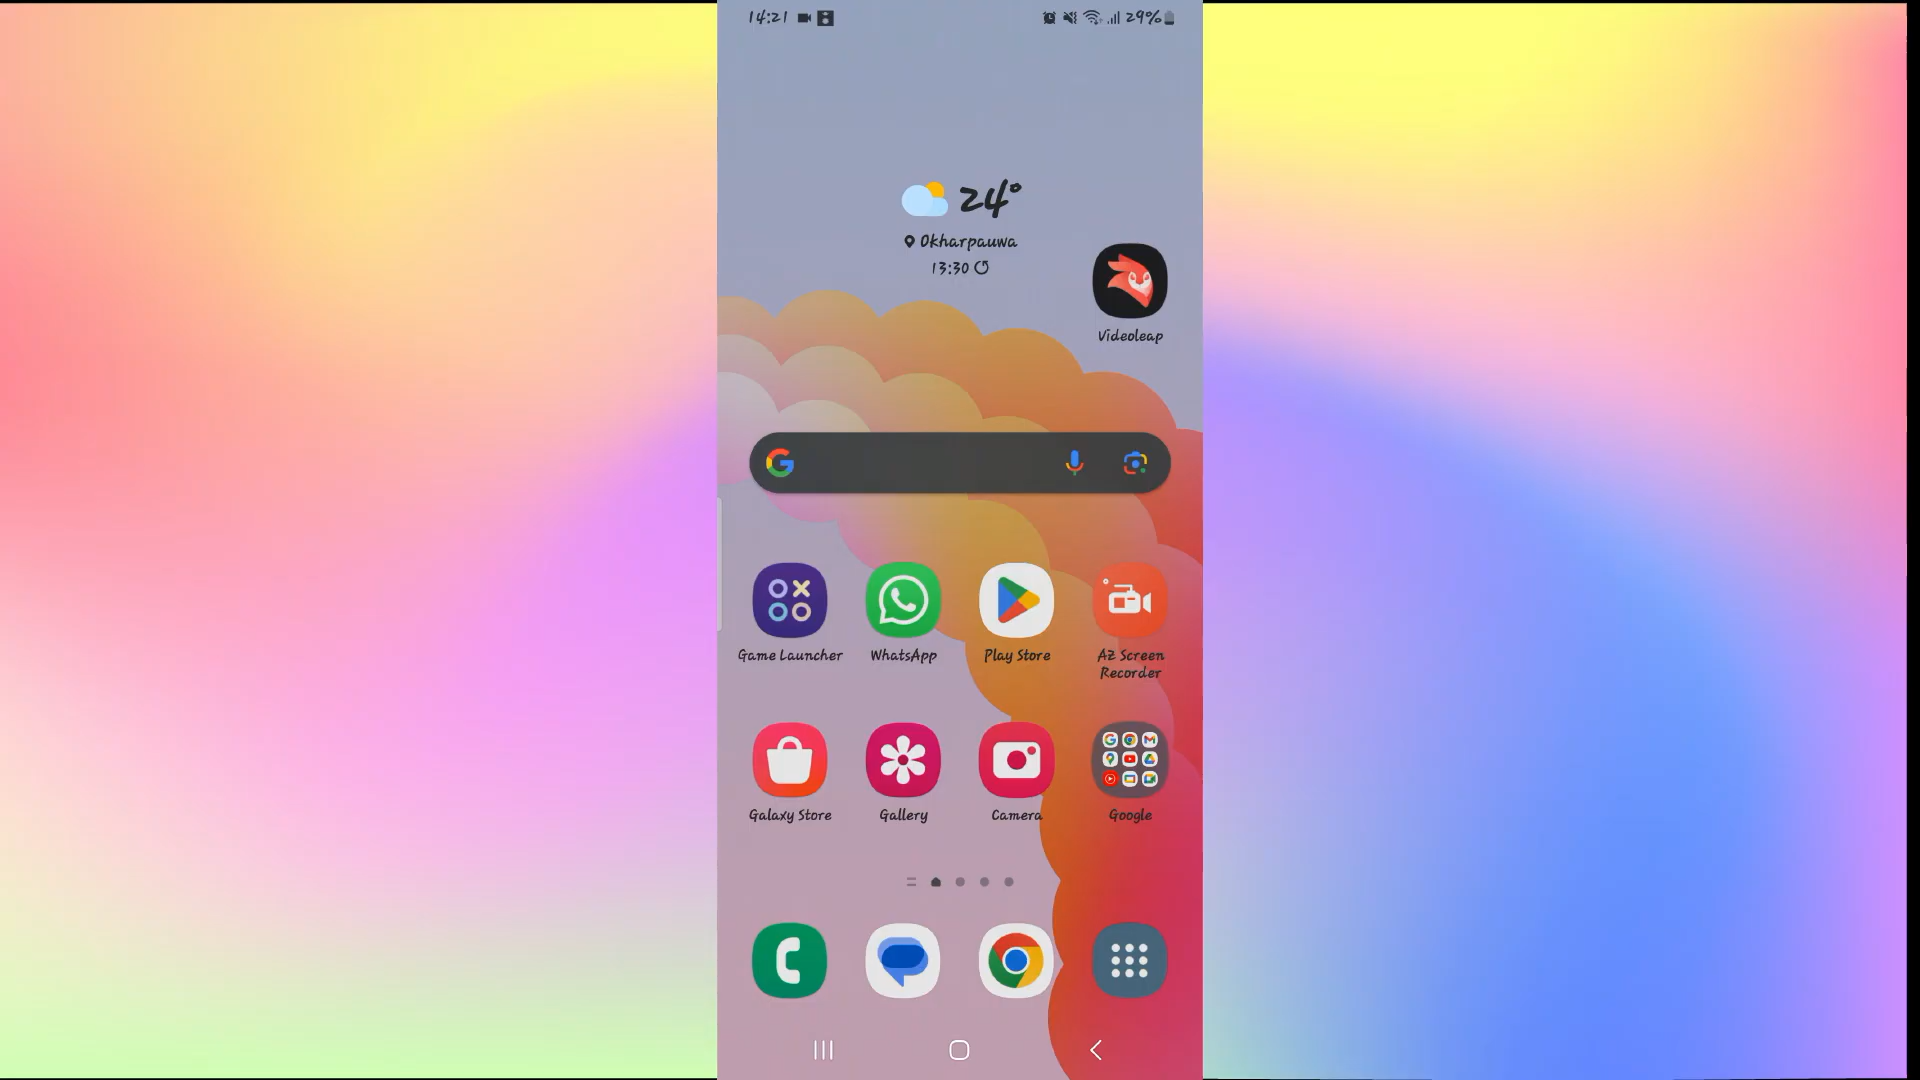 14:21
29%
24°
Okharpauwa
13:30
Videoleap
Game Launcher
WhatsApp
Play Store
AZ Screen
Recorder
Galaxy Store
Gallery
Camera
Google